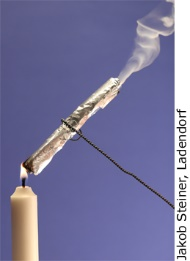 Jakob Steiner, Ladendorf